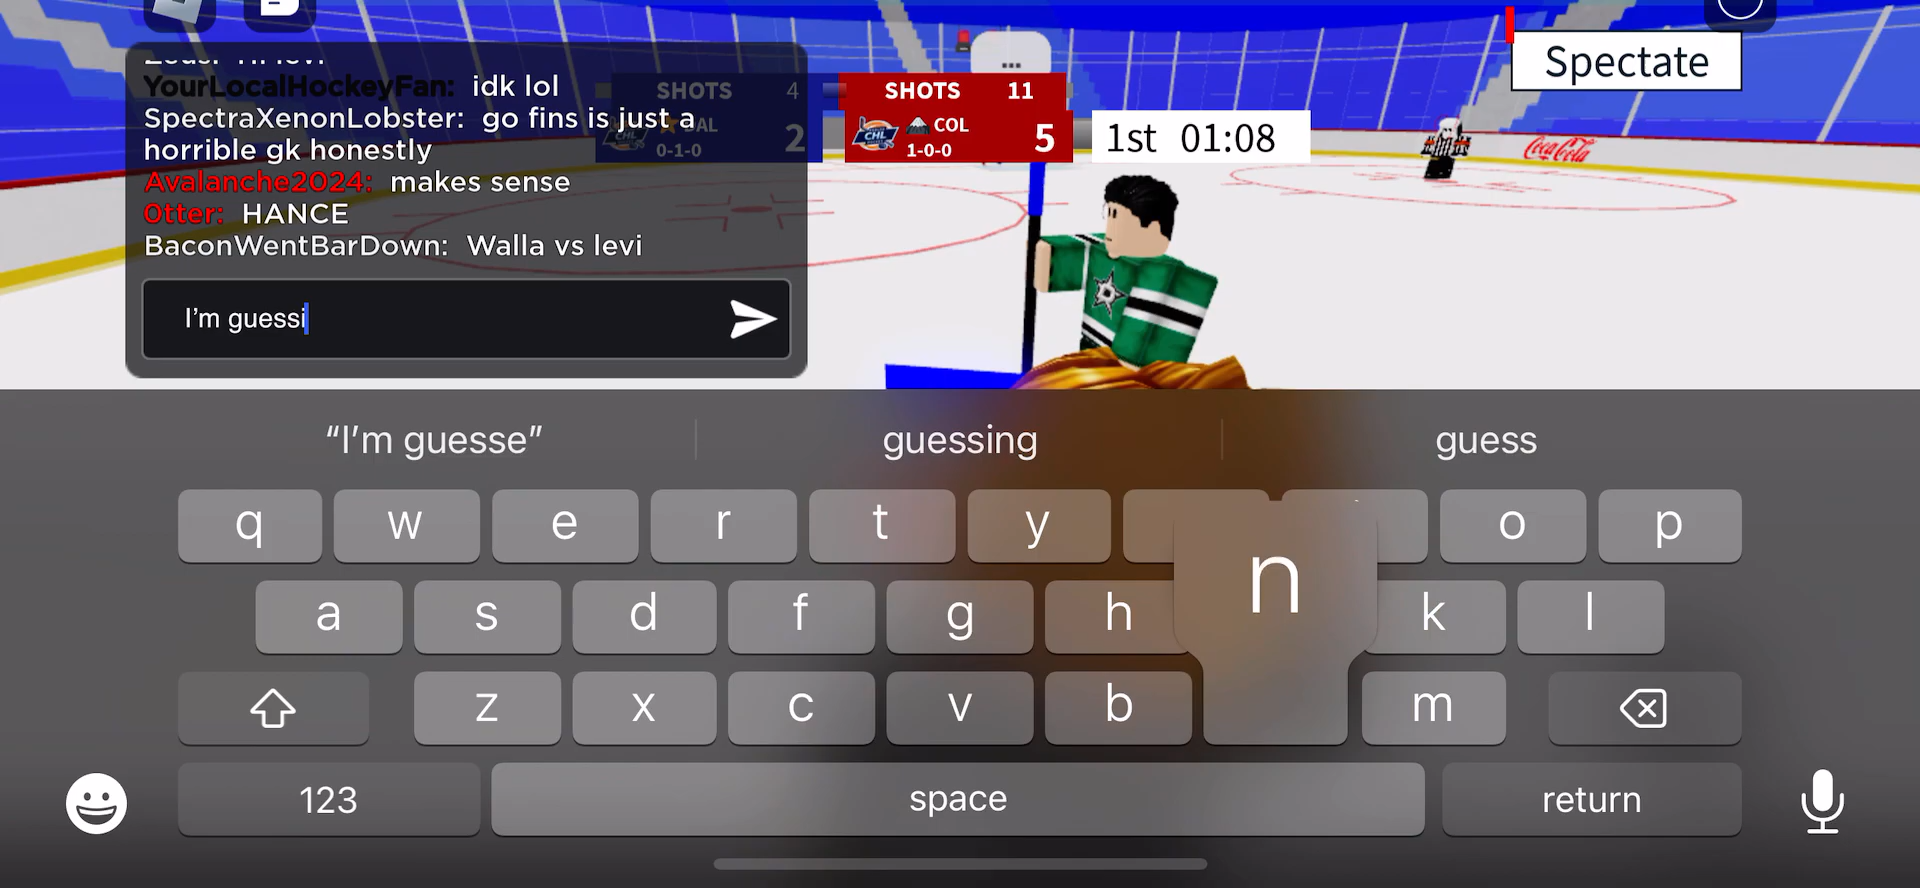 YourLocalHockeyFan: idk lol
SpectraXenonLobster: go fins is just a
horrible gk honestly
Avalanche2024: makes sense
0tter: HANCE
BaconWentBarDown: Walla vs levi
I'm guessi
SHOTS 4
2
0-1-0
SHOTS 11
CHL COL 5
1-0-0
1st 01:08
Spectate
Coca-Cola
...
“I'm guesse” guessing guess
q w e r t y o p
a s d f g h k l
n
z x c v b m
123 space return